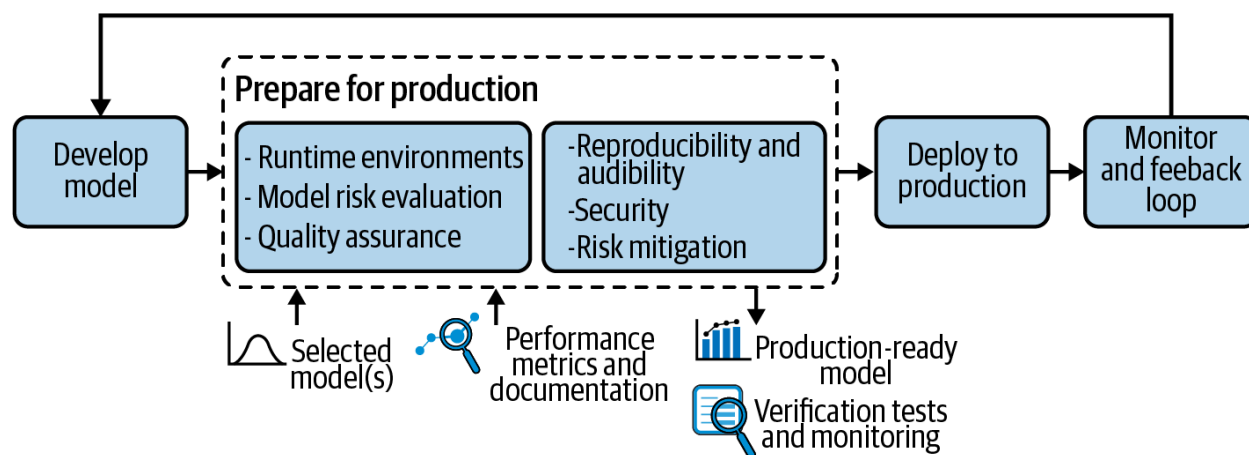 Prepare for production
Develop
model
- Runtime environments
- Model risk evaluation
- Quality assurance
-Reproducibility and
audibility
-Security
-Risk mitigation
Deploy to
production
Monitor
and feeback
loop
Selected
model(s)
Performance
metrics and
documentation
Production-ready
model
Verification tests
and monitoring